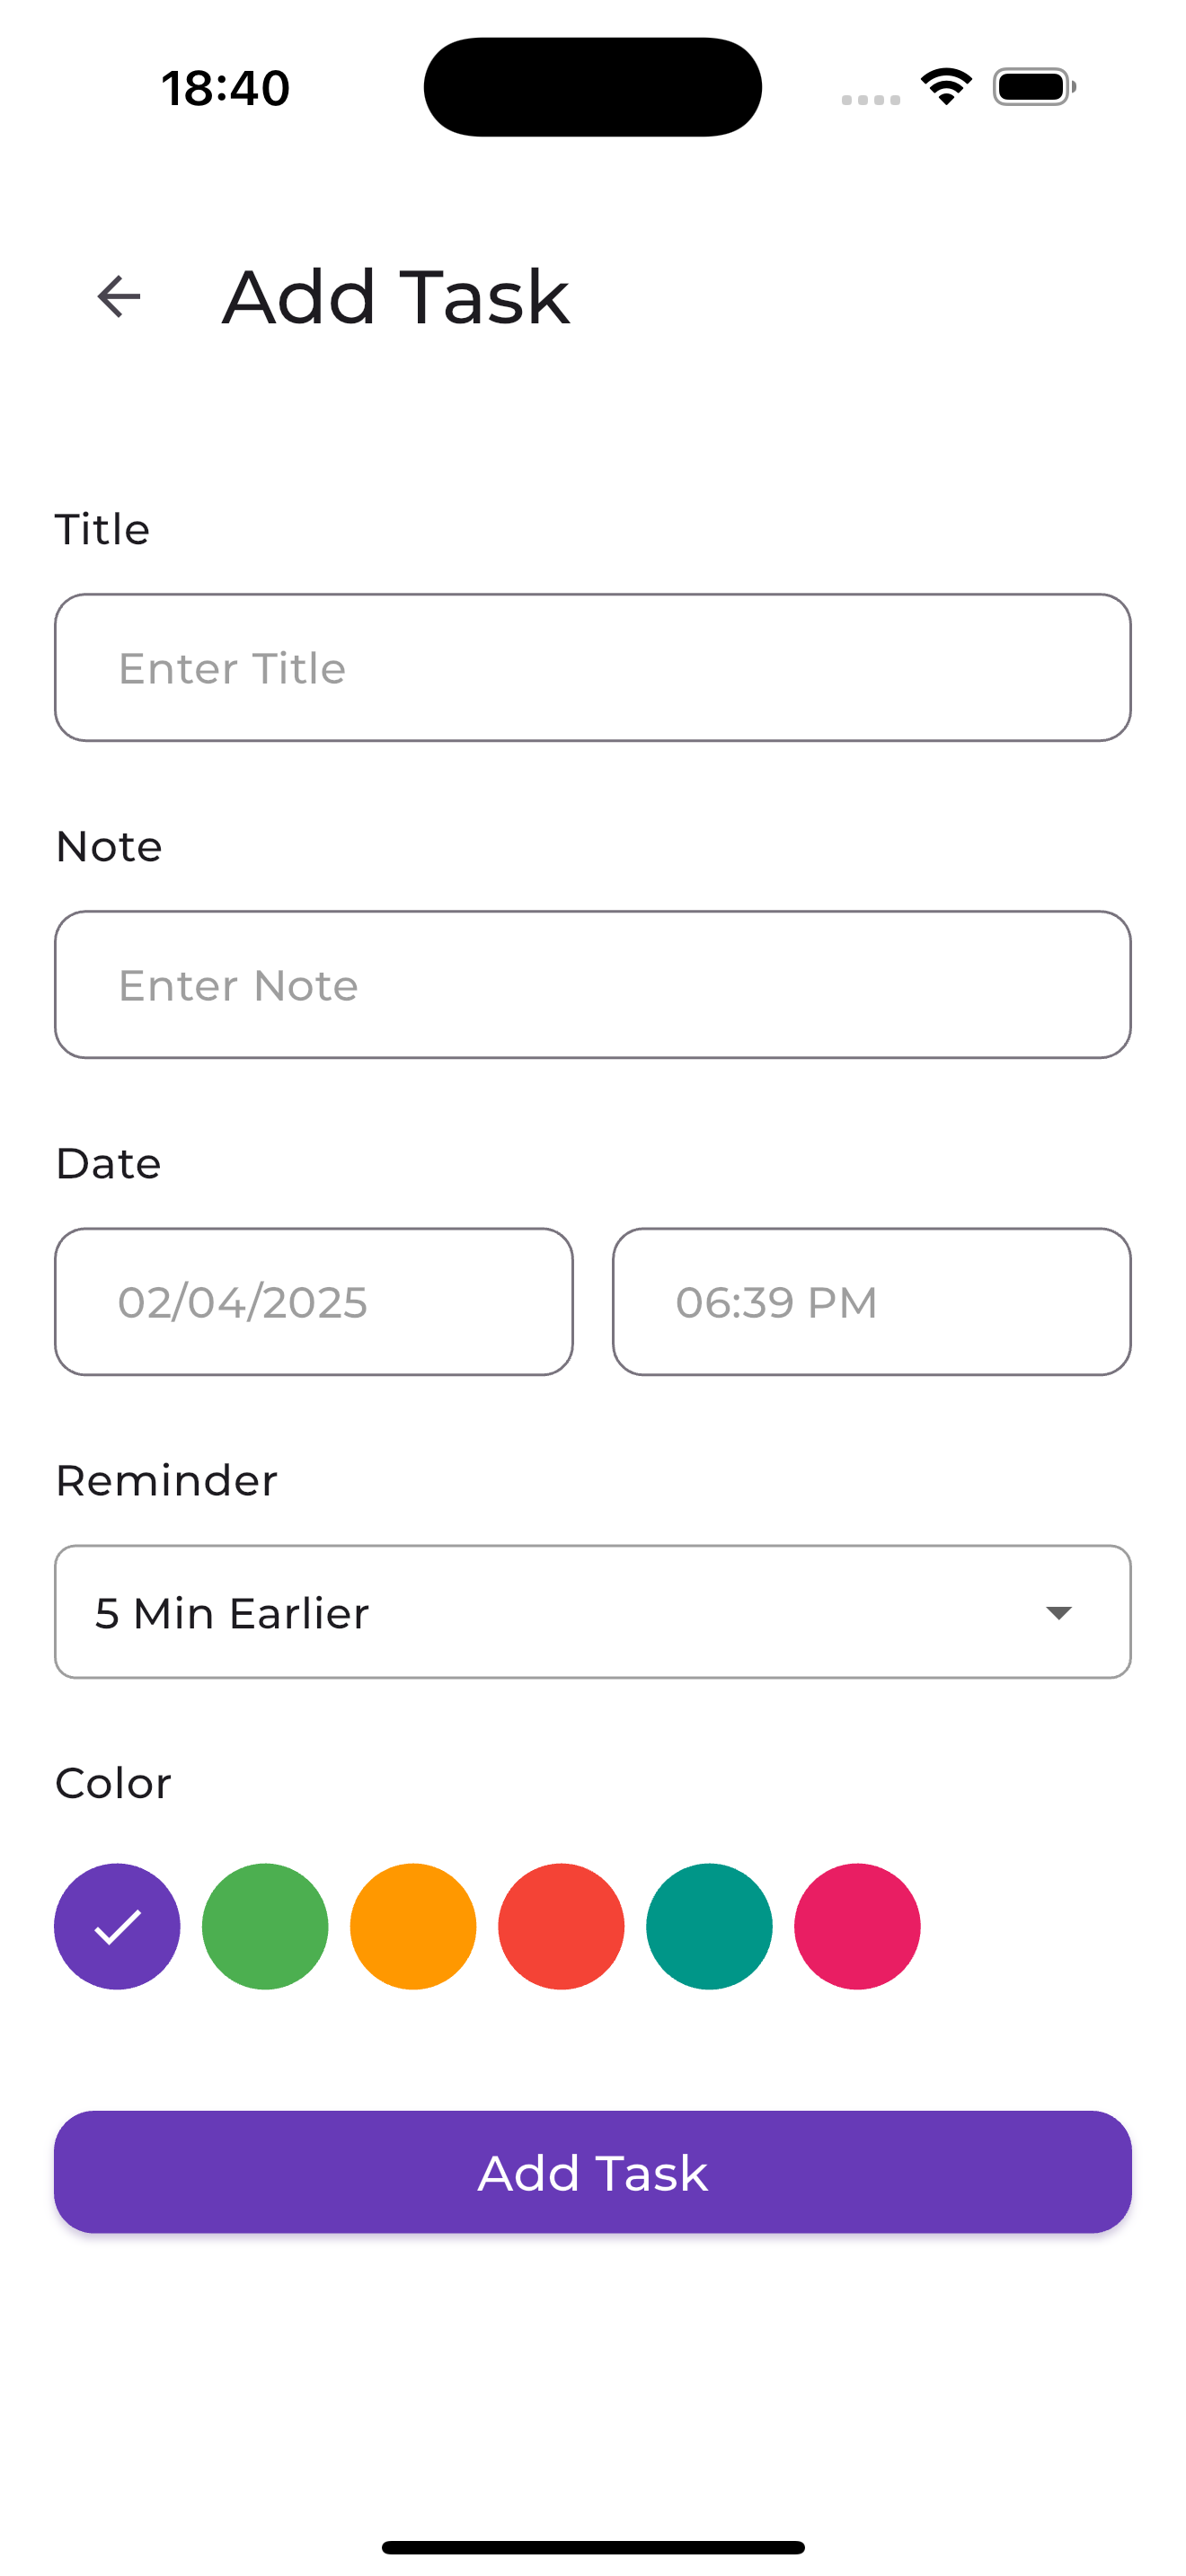 18:40
Add Task
Title
Enter Title
Note
Enter Note
Date
02/04/2025 06:39 PM
Reminder
5 Min Earlier
Color
Add Task